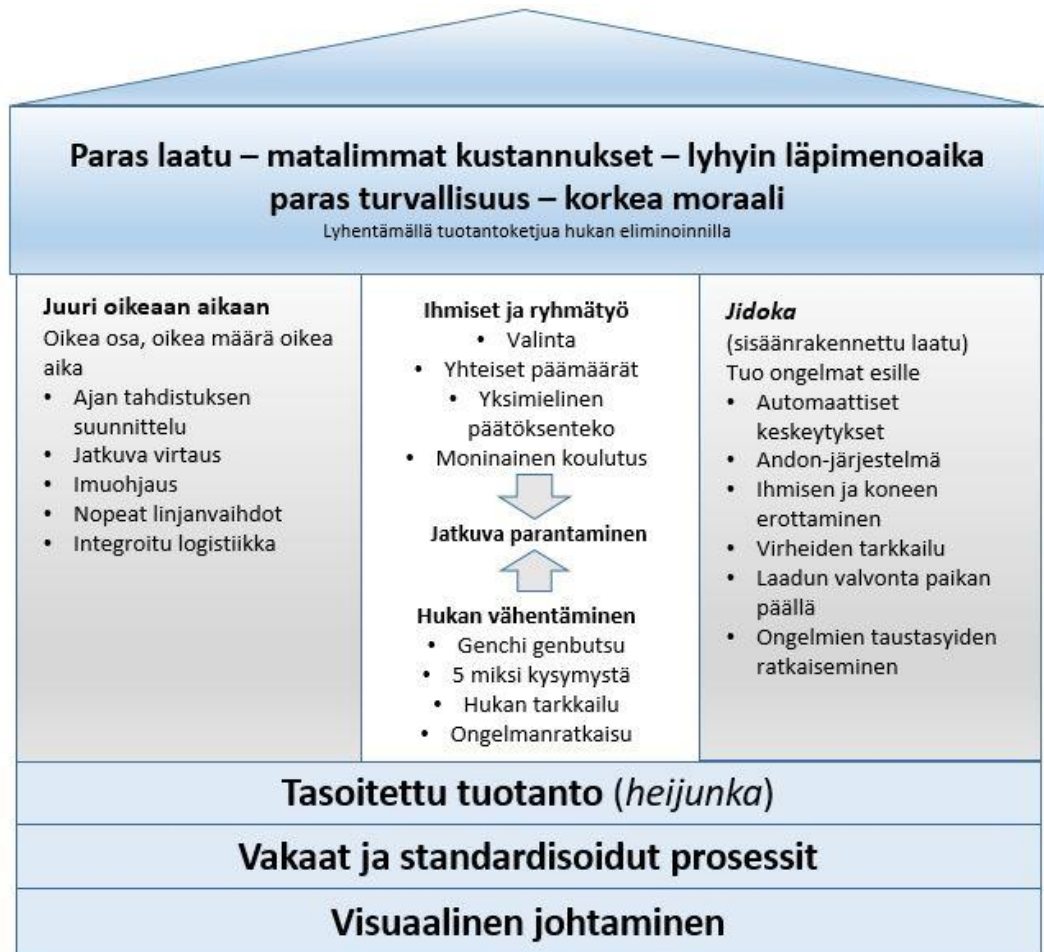 Paras laatu – matalimmat kustannukset – lyhyin läpimenoaika
paras turvallisuus – korkea moraali
Lyhentämällä tuotantoketjua hukan eliminoinnilla
Juuri oikeaan aikaan
Oikea osa, oikea määrä oikea
aika
• Ajan tahdistuksen
suunnittelu
• Jatkuva virtaus
• Imuohjaus
• Nopeat linjanvaihdot
• Integroitu logistiikka
Ihmiset ja ryhmätyö
• Valinta
• Yhteiset päämäärät
• Yksimielinen
päätöksenteko
• Moninainen koulutus
Jatkuva parantaminen
Hukan vähentäminen
• Genchi genbutsu
• 5 miksi kysymystä
• Hukan tarkkailu
• Ongelmanratkaisu
Jidoka
(sisäänrakennettu laatu)
Tuo ongelmat esille
• Automaattiset
keskeytykset
• Andon-järjestelmä
• Ihmisen ja koneen
erottaminen
• Virheiden tarkkailu
• Laadun valvonta paikan
päällä
• Ongelmien taustasyiden
ratkaiseminen
Tasoitettu tuotanto (heijunka)
Vakaat ja standardisoidut prosessit
Visuaalinen johtaminen